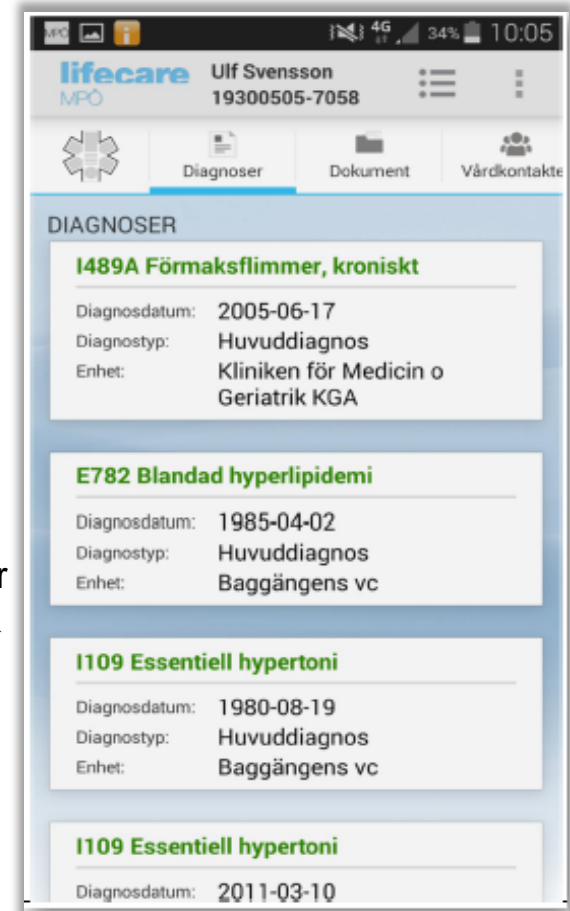 MPÖ 4G 34% 10:05
lifecare Ulf Svensson
MPÖ 19300505-7058
Diagnoser Dokument Vårdkontakte
DIAGNOSER
I489A Förmaksflimmer, kroniskt
Diagnosdatum: 2005-06-17
Diagnostyp: Huvuddiagnos
Enhet: Kliniken för Medicin o
Geriatrik KGA
E782 Blandad hyperlipidemi
Diagnosdatum: 1985-04-02
Diagnostyp: Huvuddiagnos
r
Enhet: Baggängens vc
I109 Essentiell hypertoni
Diagnosdatum: 1980-08-19
Diagnostyp: Huvuddiagnos
Enhet: Baggängens vc
I109 Essentiell hypertoni
Diagnosdatum: 2011-03-10